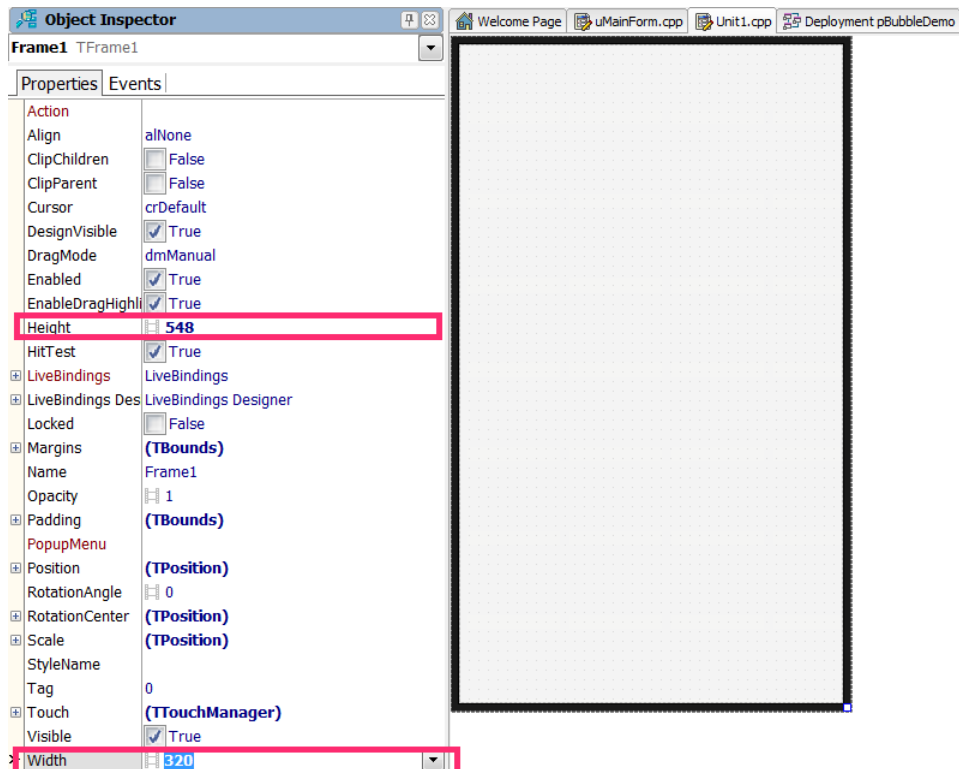 Object Inspector
Welcome Page uMainForm.cpp Unit1.cpp Deployment pBubbleDemo
Frame1 TFrame1
Properties Events
Action
Align alNone
ClipChildren False
ClipParent False
Cursor crDefault
DesignVisible True
DragMode dmManual
Enabled True
EnableDragHighli True
Height 548
HitTest True
LiveBindings LiveBindings
LiveBindings Des LiveBindings Designer
Locked False
Margins (TBounds)
Name Frame1
Opacity 1
Padding (TBounds)
PopupMenu
Position (TPosition)
RotationAngle 0
RotationCenter (TPosition)
Scale (TPosition)
StyleName
Tag 0
Touch (TTouchManager)
Visible True
Width 320